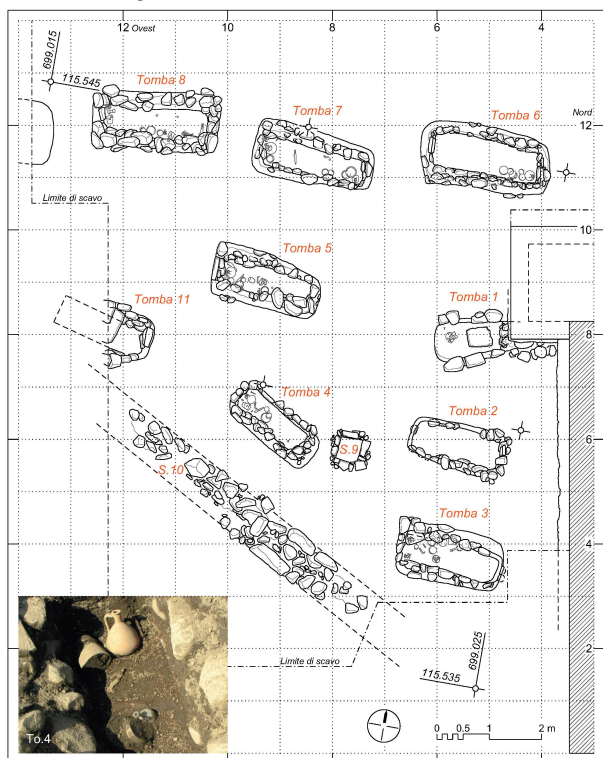 12 Ovest
10
8
6
4
699.015
115.545
Tomba 8
Tomba 7
Tomba 6
Nord
12
Limite di scavo
10
Tomba 5
Tomba 11
Tomba 1
8
Tomba 4
Tomba 2
S.9
6
S.10
Tomba 3
4
Limite di scavo
699.025
115.535
2
To.4
0 0.5 1 2 m